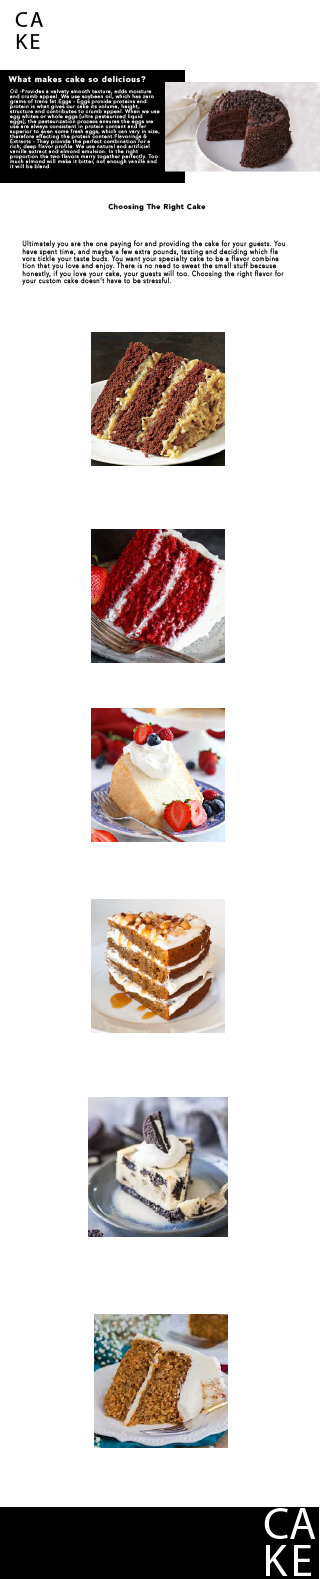 CA
KE
What makes cake so delicious?
Oil -Provides a velvety smooth texture, adds moisture
and crumb appeal. We use soybean oil, which has zero
grams of trans fat Eggs - Eggs provide proteins and
protein is what gives our cake its volume, height,
structure and contributes to crumb appeal. When we use
egg whites or whole eggs (ultra pasteurized liquid
eggs), the pasteurization process ensures the eggs we
use are always consistent in protein content and far
superior to even some fresh eggs, which can vary in size,
therefore affecting the protein content.Flavorings &
Extracts - They provide the perfect combination for a
rich, deep flavor profile. We use natural and artificial
vanilla extract and almond emulsion. In the right
proportion the two flavors marry together perfectly. Too
much almond will make it bitter, not enough vanilla and
it will be blend.
Choosing The Right Cake
Ultimately you are the one paying for and providing the cake for your guests. You
have spent time, and maybe a few extra pounds, tasting and deciding which fla
vors tickle your taste buds. You want your specialty cake to be a flavor combina
tion that you love and enjoy. There is no need to sweat the small stuff because
honestly, if you love your cake, your guests will too. Choosing the right flavor for
your custom cake doesn't have to be stressful.
CA
KE